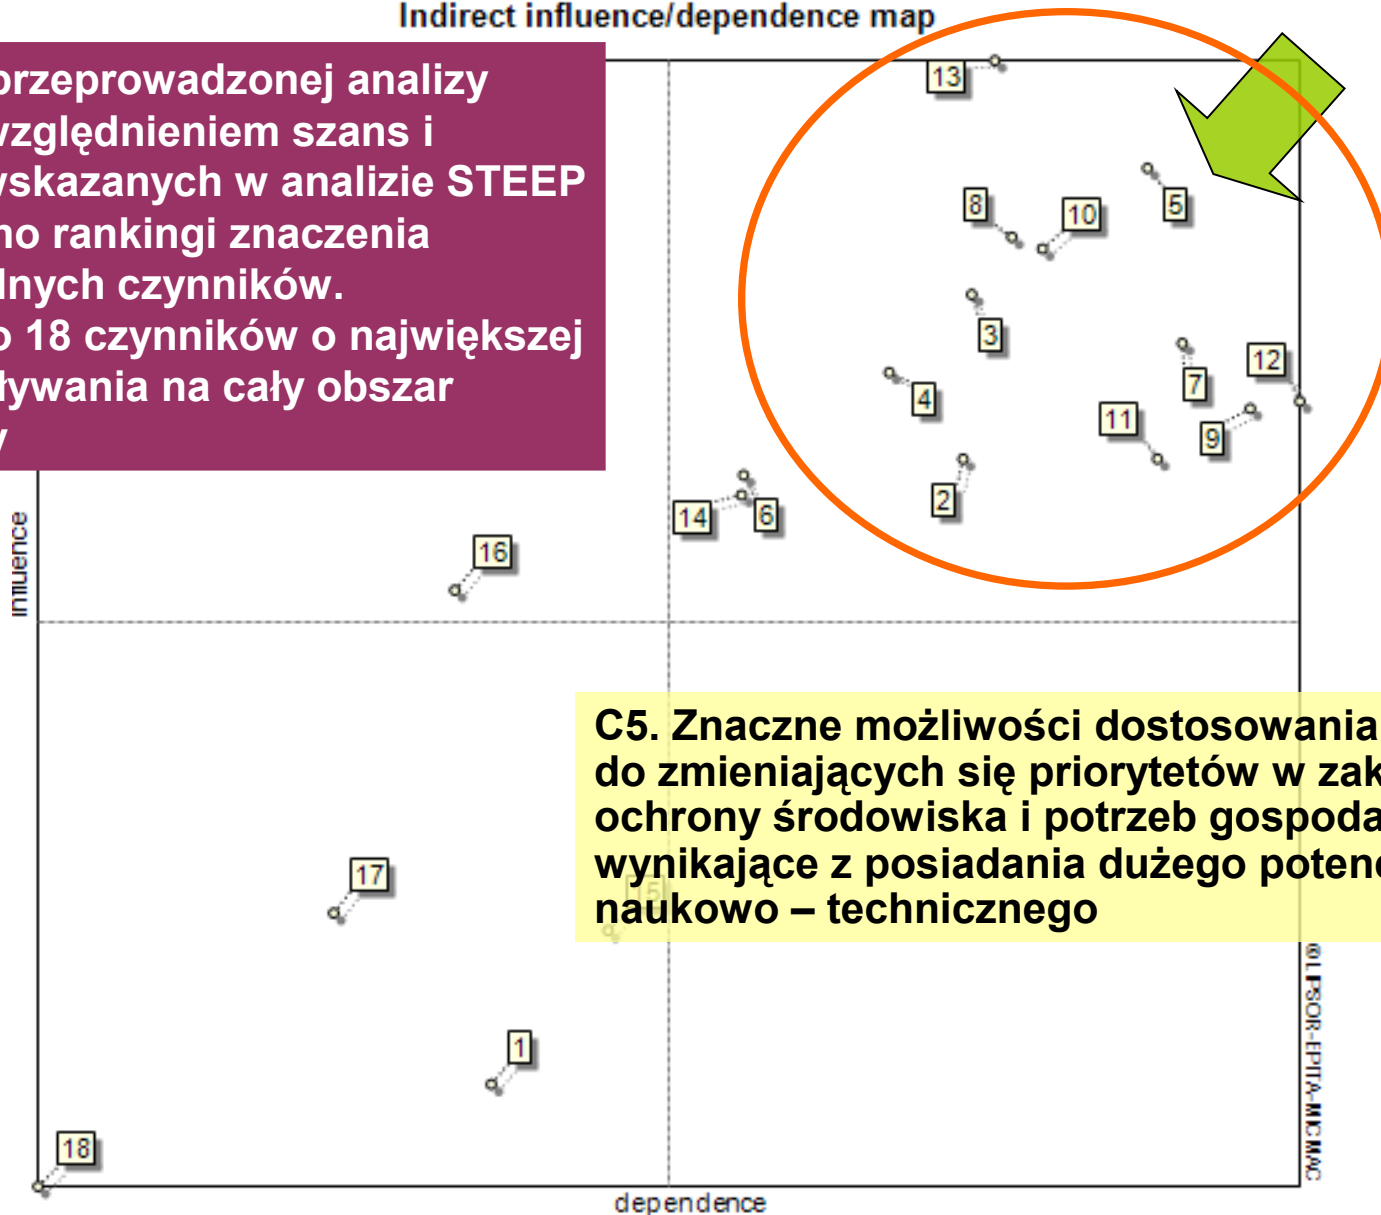 Indirect influence/dependence map
przeprowadzonej analizy
względnieniem szans i
wskazanych w analizie STEEP
no rankingi znaczenia
lnych czynników.
o 18 czynników o największej
ływania na cały obszar
y
13
8
10
5
3
4
7
12
11
9
2
14
6
16
influence
C5. Znaczne możliwości dostosowania
do zmieniających się priorytetów w zak
ochrony środowiska i potrzeb gospoda
wynikające z posiadania dużego poten
naukowo – technicznego
17
15
1
18
dependence
© LIPSOR-EPITA-MICMAC